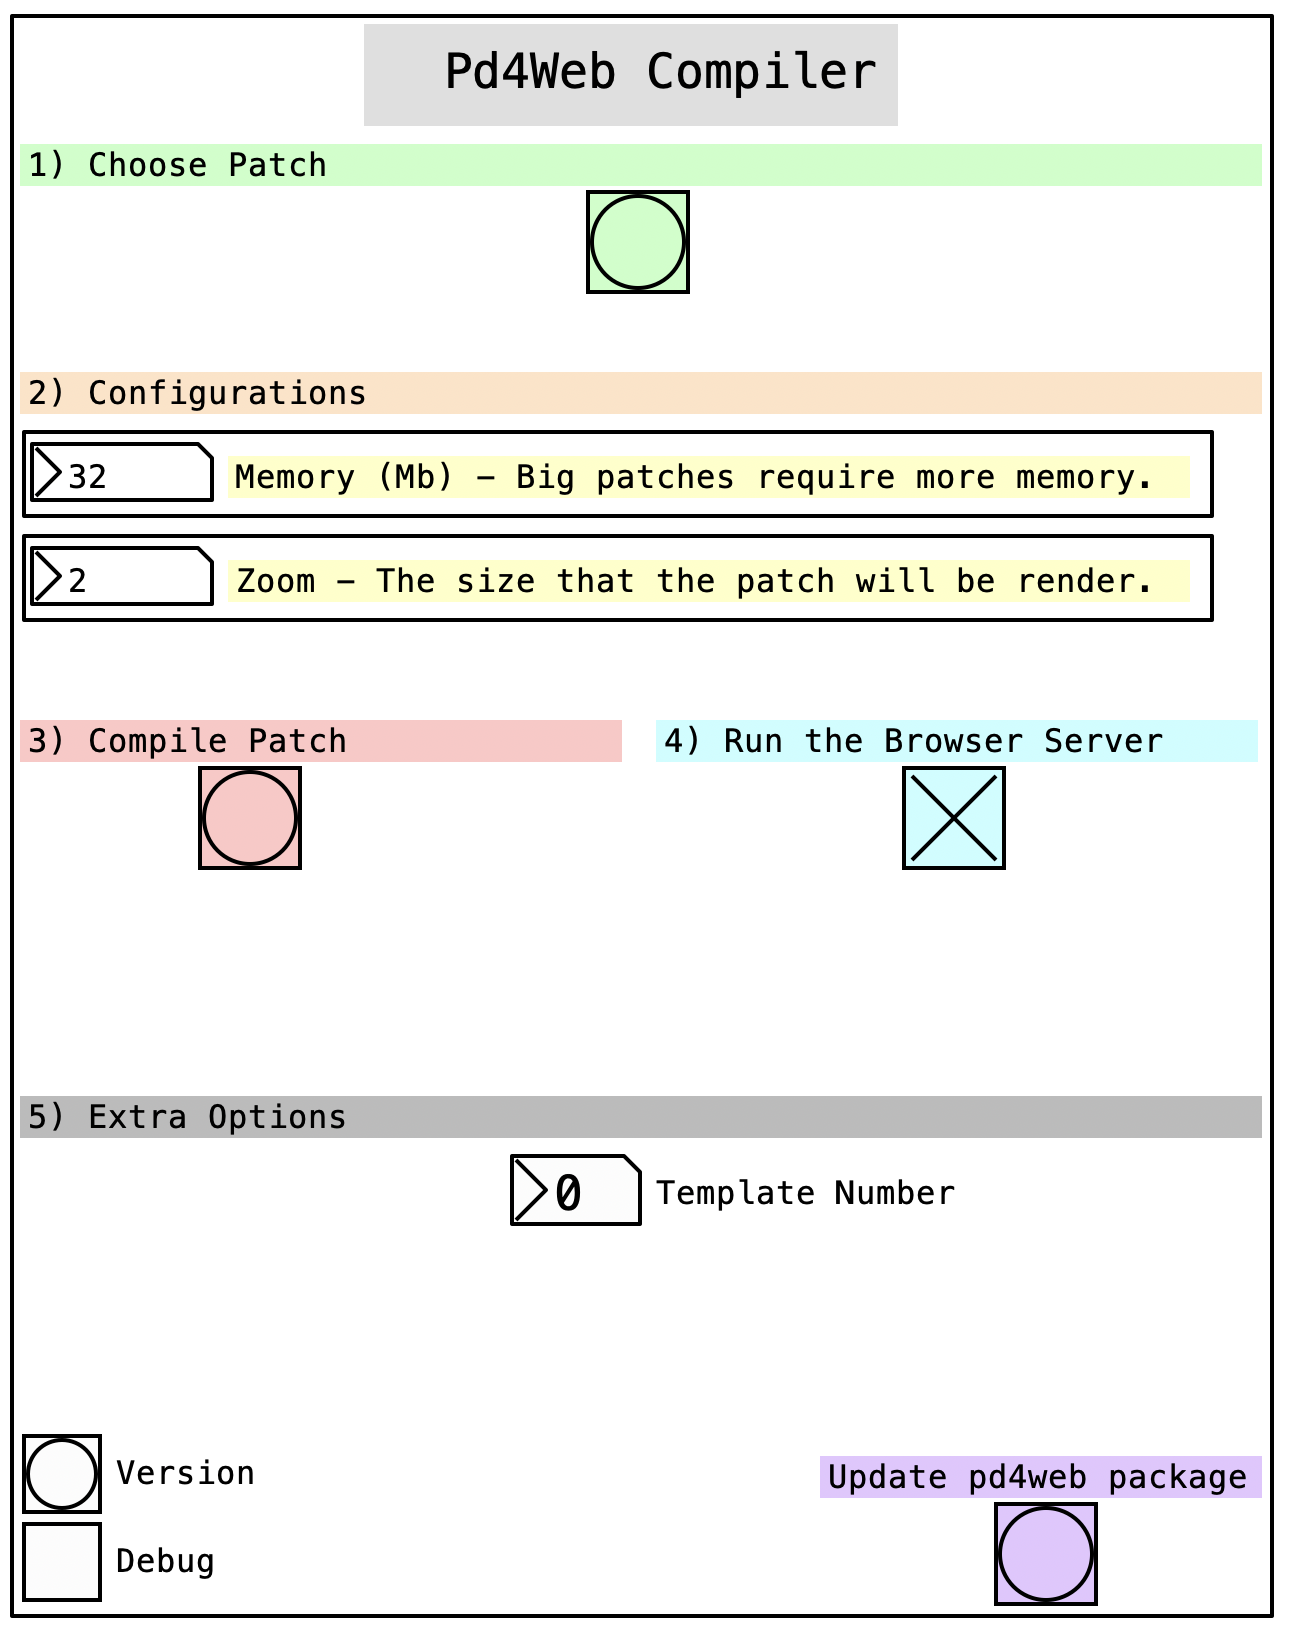 Pd4Web Compiler
1) Choose Patch
2) Configurations
32 Memory (Mb) - Big patches require more memory.
2 Zoom - The size that the patch will be render.
3) Compile Patch
4) Run the Browser Server
5) Extra Options
0 Template Number
Version
Update pd4web package
Debug